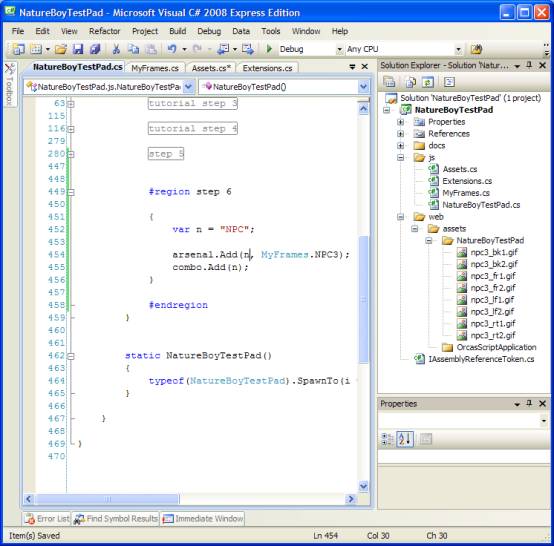 NatureBoyTestPad - Microsoft Visual C# 2008 Express Edition
File Edit View Refactor Project Build Debug Data Tools Window Help
Debug Any CPU
NatureBoyTestPad.cs MyFrames.cs Assets.cs* Extensions.cs
NatureBoyTestPad.js.NatureBoyTestPad NatureBoyTestPad()
Toolbox
63 tutorial step 3
115
116 tutorial step 4
279
280 step 5
447
448
449 #region step 6
450
451 {
452 var n = "NPC";
453
454 arsenal.Add(n, MyFrames.NPC3);
455 combo.Add(n);
456 }
457
458 #endregion
459 }
460
461
462 static NatureBoyTestPad()
463 {
464 typeof(NatureBoyTestPad).SpawnTo(i
465 }
466
467 }
468
469 }
470
Solution Explorer - Solution 'Natur...
Solution 'NatureBoyTestPad' (1 project)
NatureBoyTestPad
Properties
References
docs
js
Assets.cs
Extensions.cs
MyFrames.cs
NatureBoyTestPad.cs
web
assets
NatureBoyTestPad
npc3_bk1.gif
npc3_bk2.gif
npc3_fr1.gif
npc3_fr2.gif
npc3_lf1.gif
npc3_lf2.gif
npc3_rt1.gif
npc3_rt2.gif
OrcasScriptApplication
IAssemblyReferenceToken.cs
Properties
Error List Find Symbol Results Immediate Window
Item(s) Saved Ln 454 Col 30 Ch 30